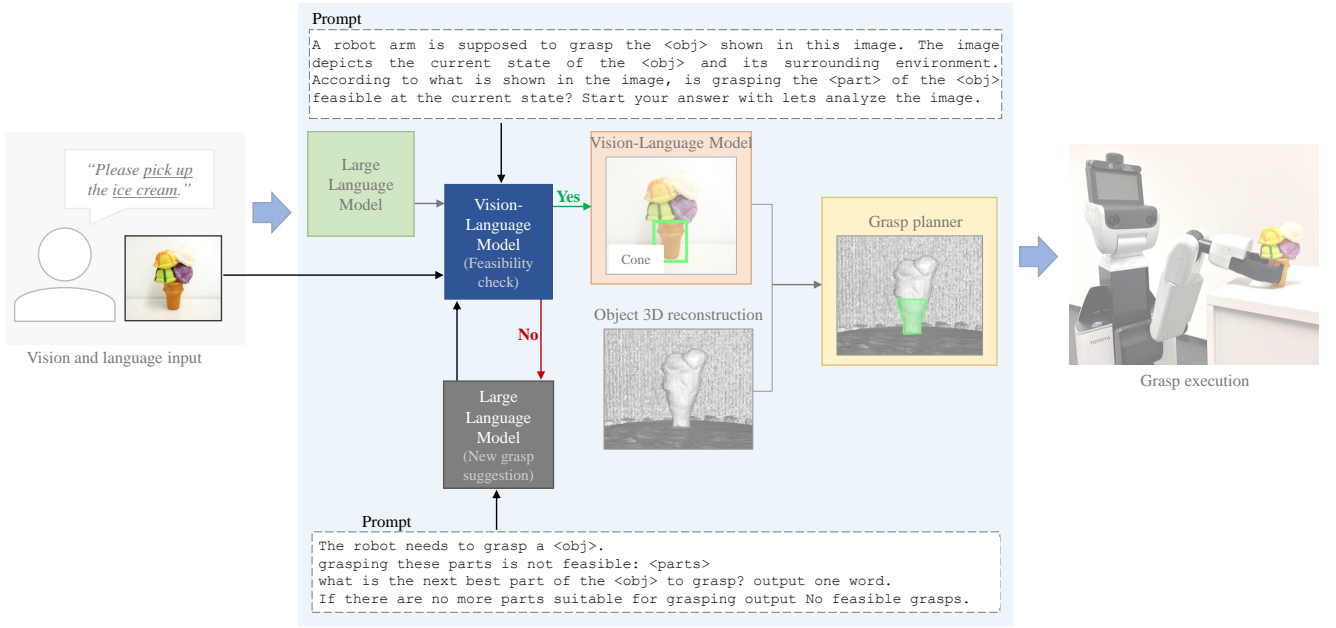 Prompt
A robot arm is supposed to grasp the <obj> shown in this image. The image
depicts the current state of the <obj> and its surrounding environment.
According to what is shown in the image, is grasping the <part> of the <obj>
feasible at the current state? Start your answer with lets analyze the image.
“Please pick up
the ice cream.”
Vision and language input
Large
Language
Model
Vision-
Language
Model
(Feasibility
check)
Yes
No
Vision-Language Model
Cone
Object 3D reconstruction
Grasp planner
TOYOTA
Grasp execution
Large
Language
Model
(New grasp
suggestion)
Prompt
The robot needs to grasp a <obj>.
grasping these parts is not feasible: <parts>
what is the next best part of the <obj> to grasp? output one word.
If there are no more parts suitable for grasping output No feasible grasps.